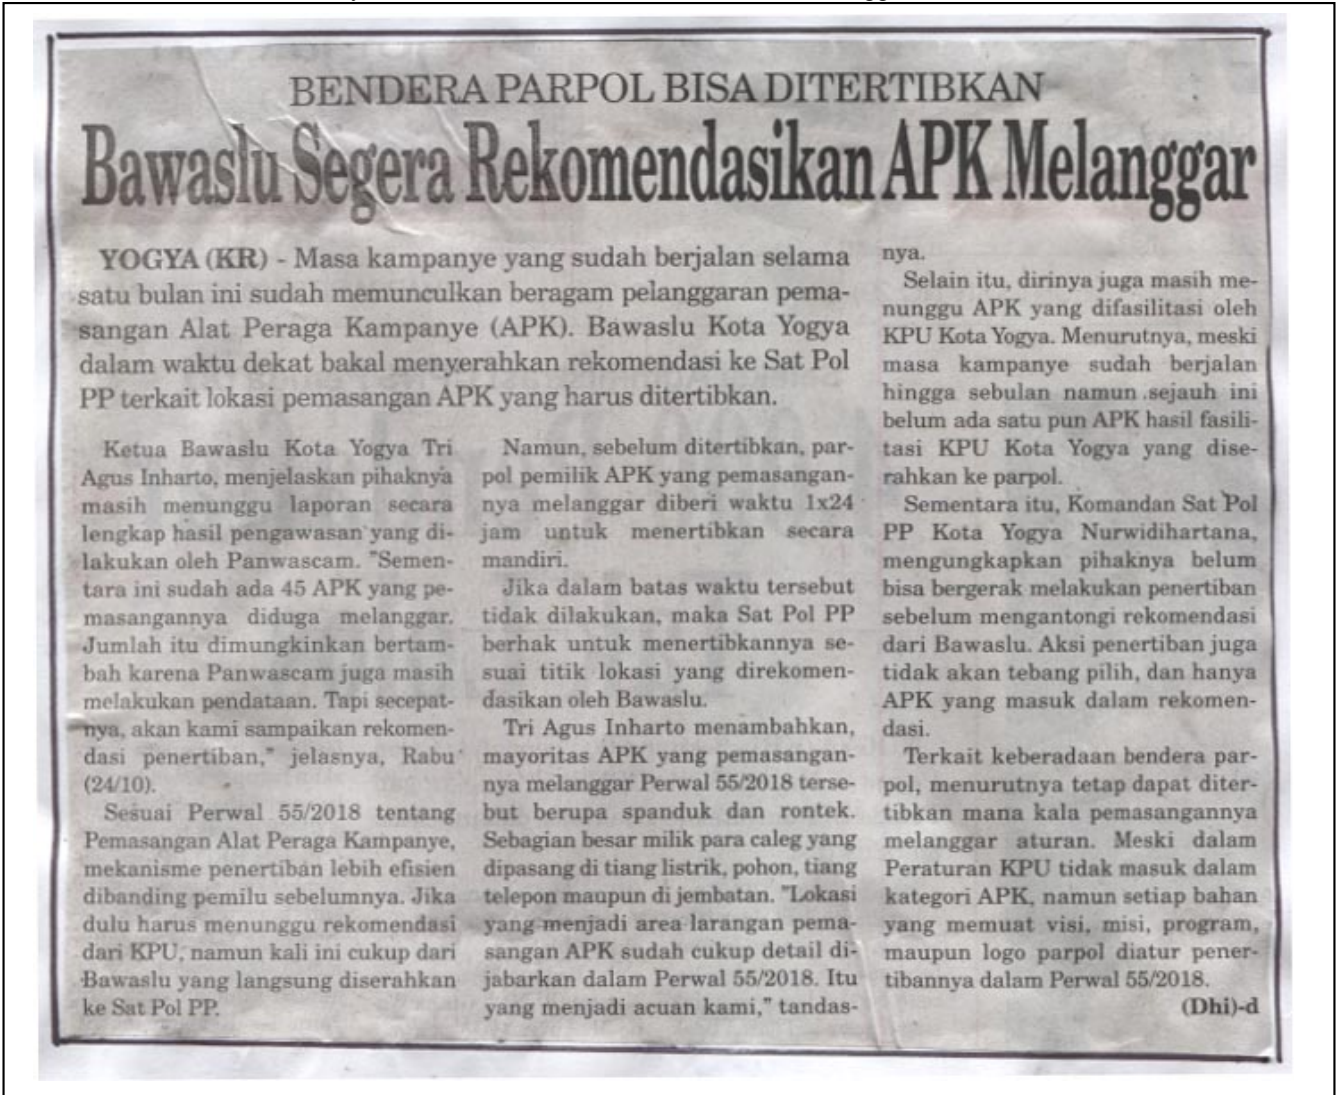 BENDERA PARPOL BISA DITERTIBKAN
Bawaslu Segera Rekomendasikan APK Melanggar
YOGYA (KR) - Masa kampanye yang sudah berjalan selama
satu bulan ini sudah memunculkan beragam pelanggaran pema-
sangan Alat Peraga Kampanye (APK). Bawaslu Kota Yogya
dalam waktu dekat bakal menyerahkan rekomendasi ke Sat Pol
PP terkait lokasi pemasangan APK yang harus ditertibkan.
Ketua Bawaslu Kota Yogya Tri
Agus Inharto, menjelaskan pihaknya
masih menunggu laporan secara
lengkap hasil pengawasan yang di-
lakukan oleh Panwascam. "Semen-
tara ini sudah ada 45 APK yang pe-
masangannya diduga melanggar.
Jumlah itu dimungkinkan bertam-
bah karena Panwascam juga masih
melakukan pendataan. Tapi secepat-
nya, akan kami sampaikan rekomen-
dasi penertiban," jelasnya, Rabu
(24/10).
Sesuai Perwal 55/2018 tentang
Pemasangan Alat Peraga Kampanye,
mekanisme penertiban lebih efisien
dibanding pemilu sebelumnya. Jika
dulu harus menunggu rekomendasi
dari KPU, namun kali ini cukup dari
Bawaslu yang langsung diserahkan
ke Sat Pol PP.
Namun, sebelum ditertibkan, par-
pol pemilik APK yang pemasangan-
nya melanggar diberi waktu 1x24
jam untuk menertibkan secara
mandiri.
Jika dalam batas waktu tersebut
tidak dilakukan, maka Sat Pol PP
berhak untuk menertibkannya se-
suai titik lokasi yang direkomen-
dasikan oleh Bawaslu.
Tri Agus Inharto menambahkan,
mayoritas APK yang pemasangan-
nya melanggar Perwal 55/2018 terse-
but berupa spanduk dan rontek.
Sebagian besar milik para caleg yang
dipasang di tiang listrik, pohon, tiang
telepon maupun di jembatan. "Lokasi
yang menjadi area larangan pema-
sangan APK sudah cukup detail di-
jabarkan dalam Perwal 55/2018. Itu
yang menjadi acuan kami," tandas-
nya.
Selain itu, dirinya juga masih me-
nunggu APK yang difasilitasi oleh
KPU Kota Yogya. Menurutnya, meski
masa kampanye sudah berjalan
hingga sebulan namun sejauh ini
belum ada satu pun APK hasil fasili-
tasi KPU Kota Yogya yang dise-
rahkan ke parpol.
Sementara itu, Komandan Sat Pol
PP Kota Yogya Nurwidihartana,
mengungkapkan pihaknya belum
bisa bergerak melakukan penertiban
sebelum mengantongi rekomendasi
dari Bawaslu. Aksi penertiban juga
tidak akan tebang pilih, dan hanya
APK yang masuk dalam rekomen-
dasi.
Terkait keberadaan bendera par-
pol, menurutnya tetap dapat diter-
tibkan mana kala pemasangannya
melanggar aturan. Meski dalam
Peraturan KPU tidak masuk dalam
kategori APK, namun setiap bahan
yang memuat visi, misi, program,
maupun logo parpol diatur pener-
tibannya dalam Perwal 55/2018.
(Dhi)-d